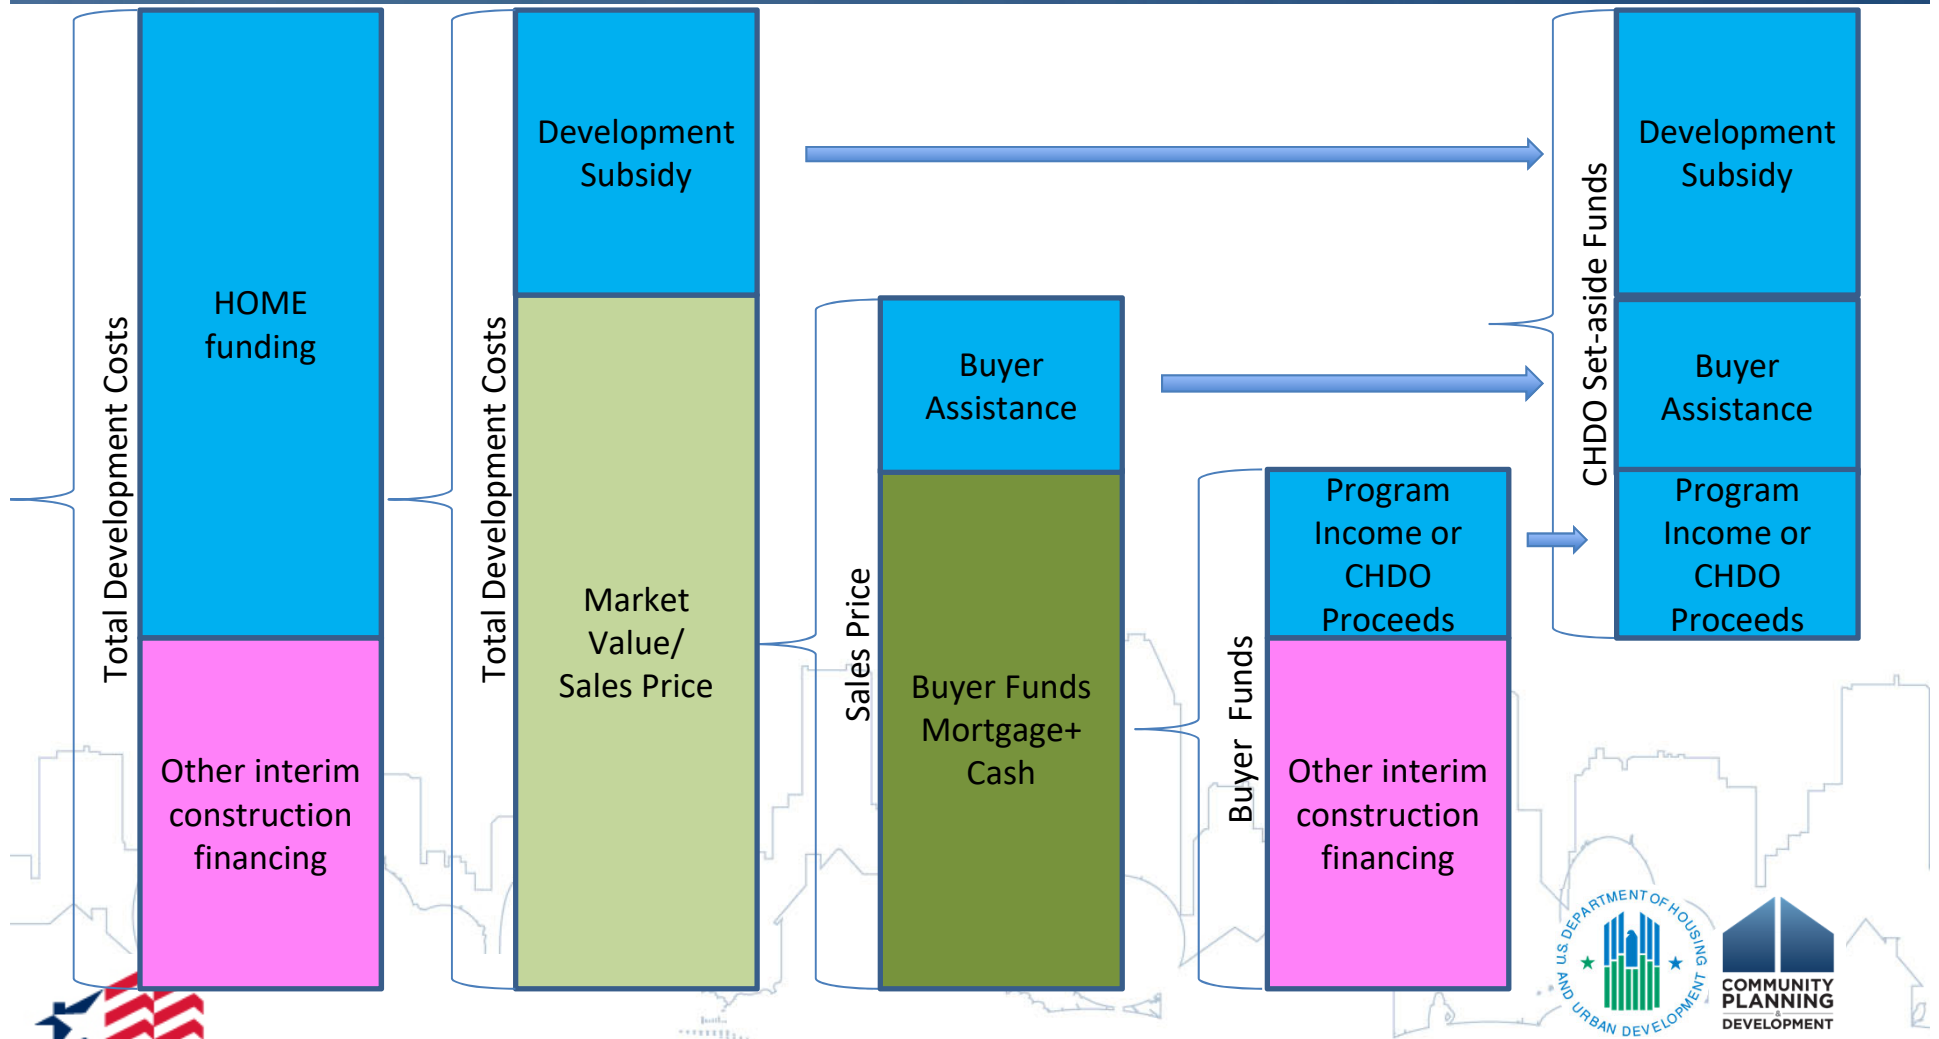 Total Development Costs
HOME
funding
Other interim
construction
financing
Total Development Costs
Development
Subsidy
Market
Value/
Sales Price
Sales Price
Buyer
Assistance
Buyer Funds
Mortgage+
Cash
Buyer  Funds
Program
Income or
CHDO
Proceeds
Other interim
construction
financing
CHDO Set-aside Funds
Development
Subsidy
Buyer
Assistance
Program
Income or
CHDO
Proceeds
U.S. DEPARTMENT OF HOUSING
AND URBAN DEVELOPMENT
COMMUNITY
PLANNING
&
DEVELOPMENT